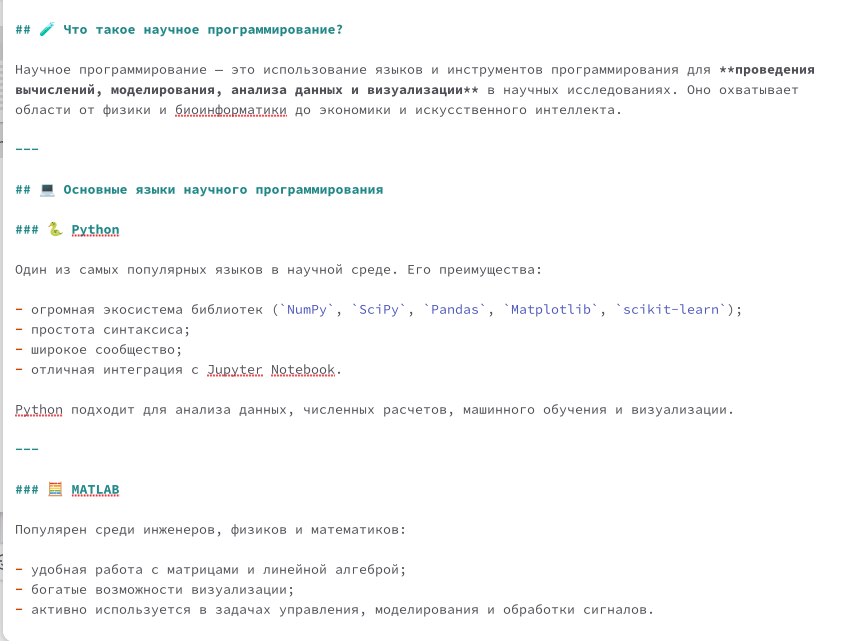 ## 🧪 Что такое научное программирование?
Научное программирование — это использование языков и инструментов программирования для **проведения
вычислений, моделирования, анализа данных и визуализации** в научных исследованиях. Оно охватывает
области от физики и биоинформатики до экономики и искусственного интеллекта.
---
## 💻 Основные языки научного программирования
### 🐍 Python
Один из самых популярных языков в научной среде. Его преимущества:
- огромная экосистема библиотек (`NumPy`, `SciPy`, `Pandas`, `Matplotlib`, `scikit-learn`);
- простота синтаксиса;
- широкое сообщество;
- отличная интеграция с Jupyter Notebook.
Python подходит для анализа данных, численных расчетов, машинного обучения и визуализации.
---
### 🧮 MATLAB
Популярен среди инженеров, физиков и математиков:
- удобная работа с матрицами и линейной алгеброй;
- богатые возможности визуализации;
- активно используется в задачах управления, моделирования и обработки сигналов.